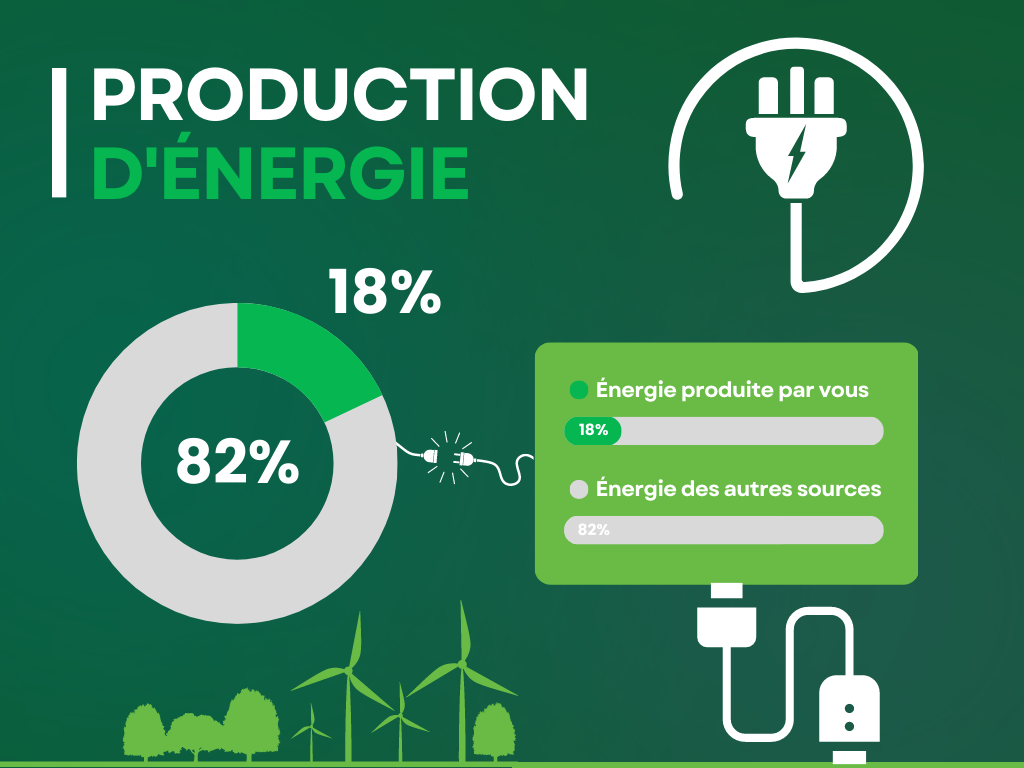 PRODUCTION
D'ÉNERGIE
18%
82%
Énergie produite par vous
18%
Énergie des autres sources
82%